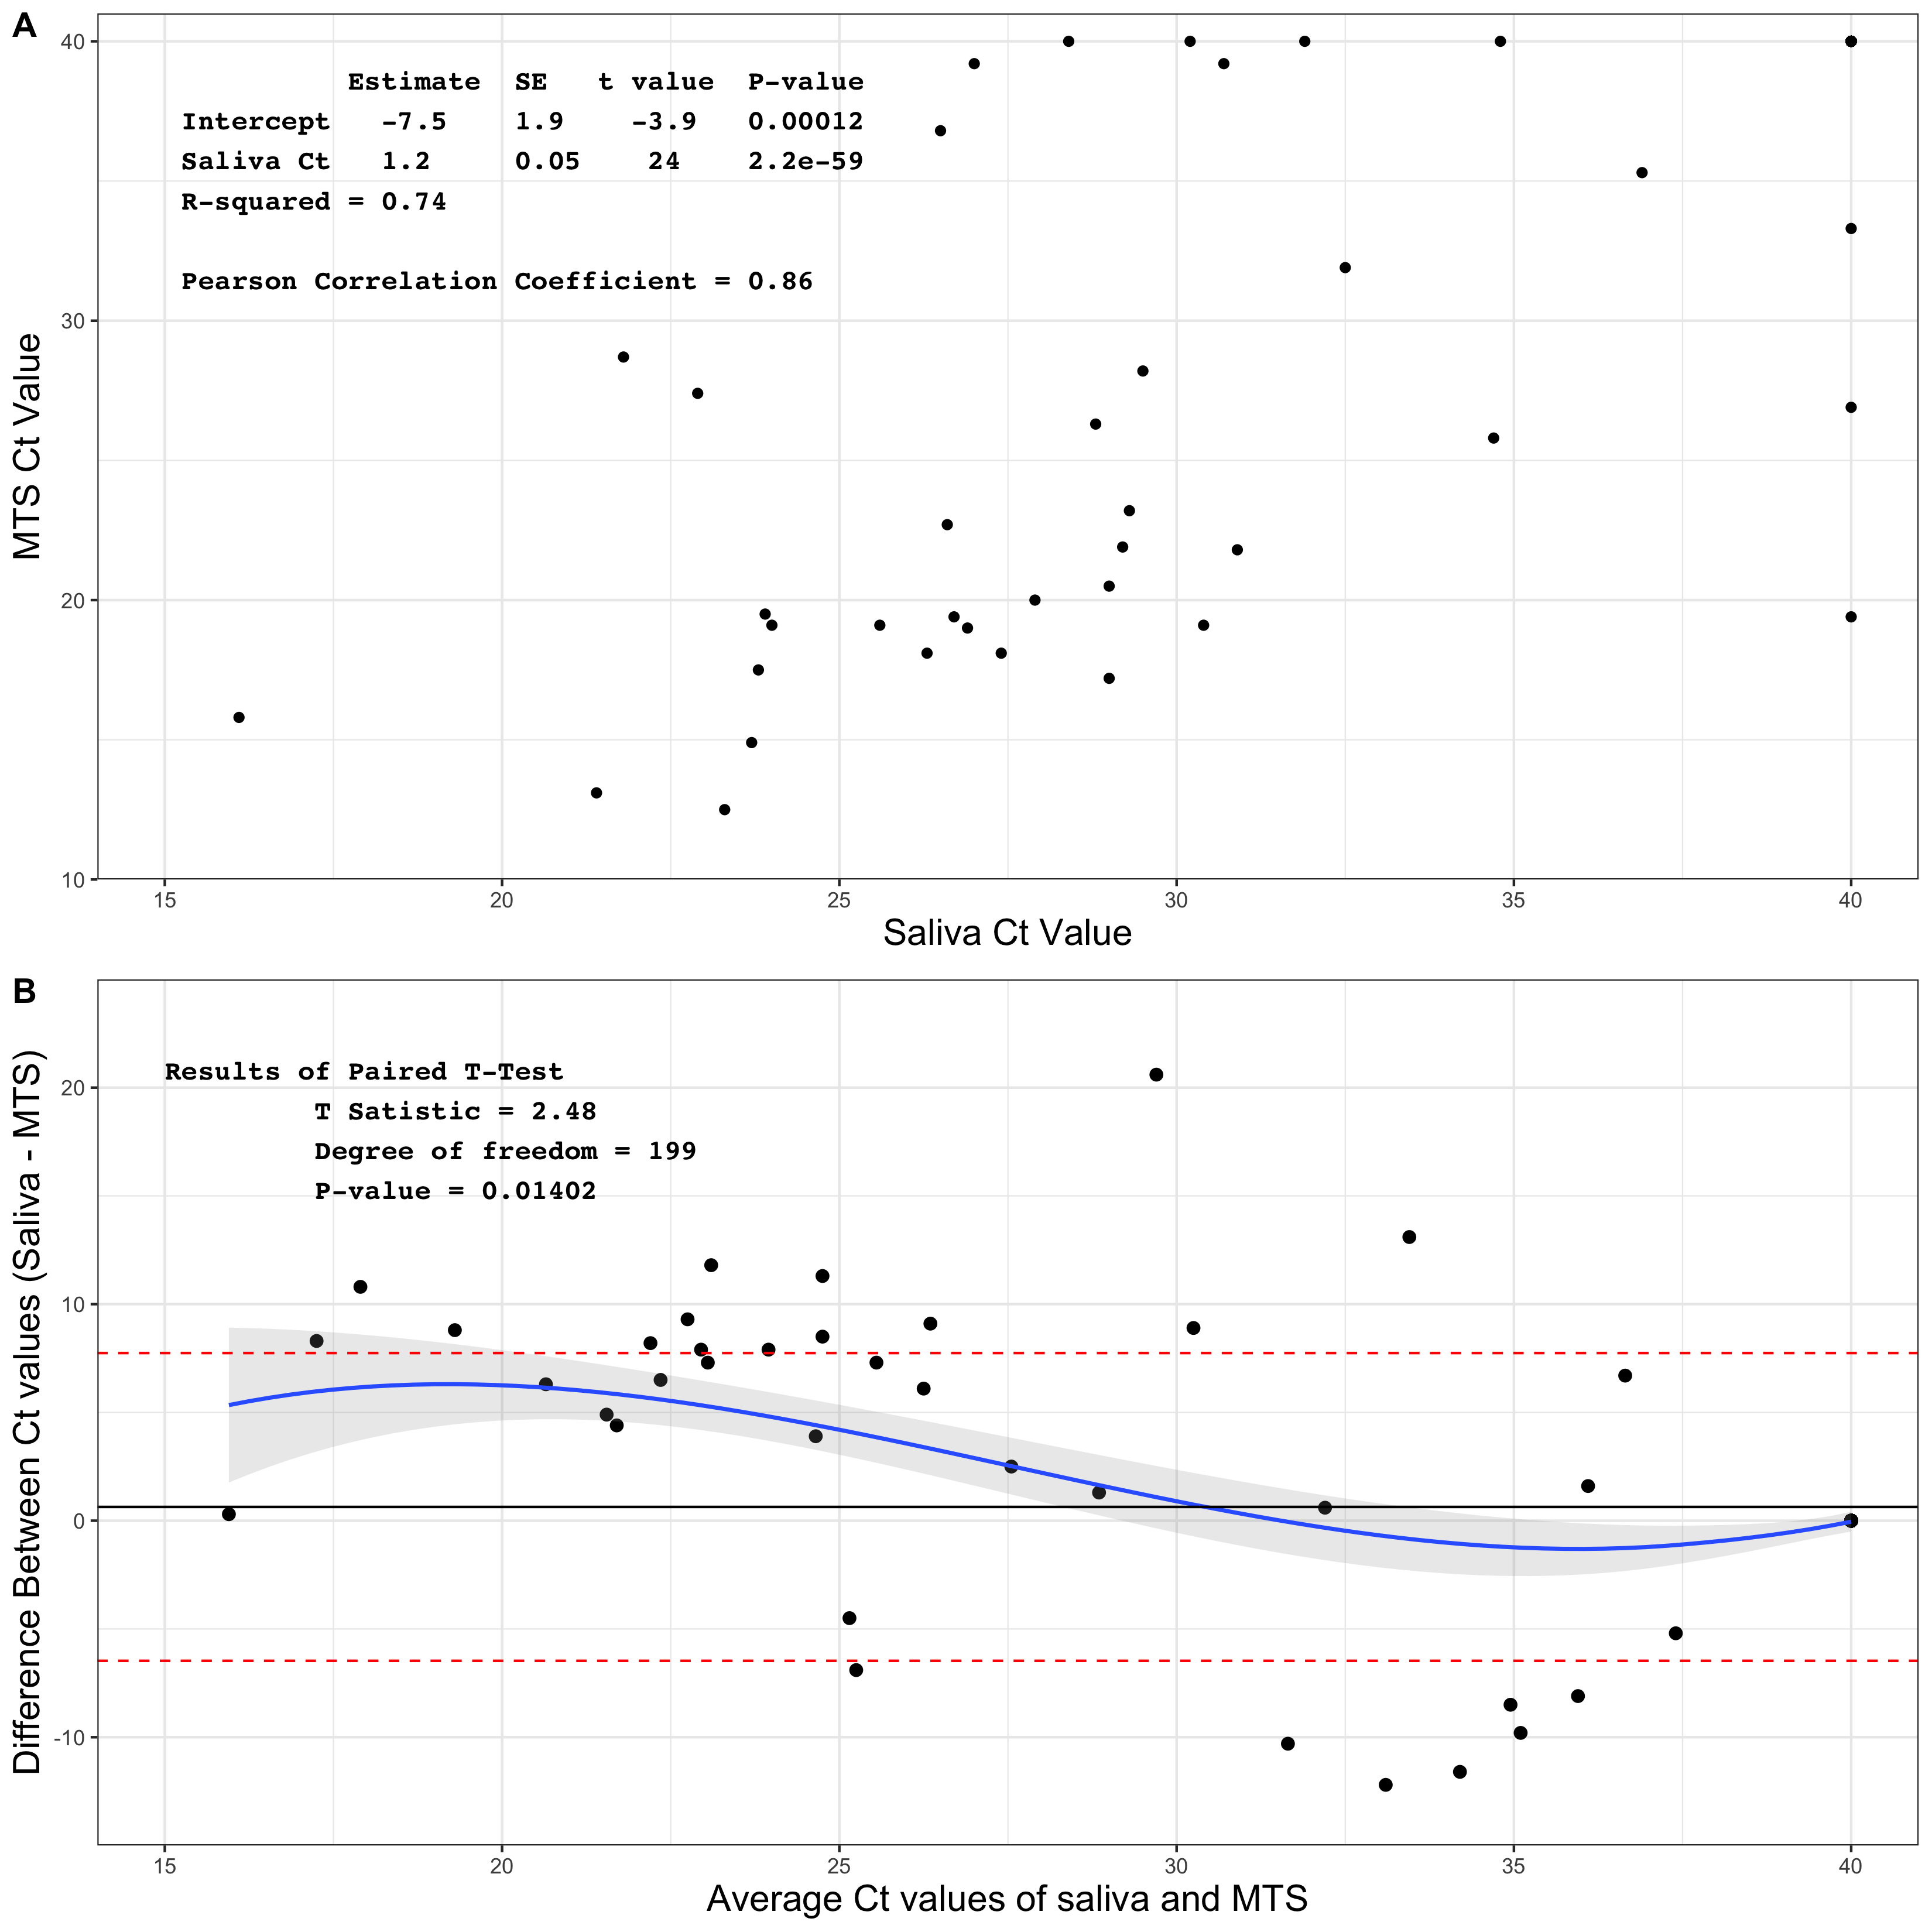 A
40
30
20
10
MTS Ct Value
Estimate SE t value P-value
Intercept -7.5 1.9 -3.9 0.00012
Saliva Ct 1.2 0.05 24 2.2e-59
R-squared = 0.74
Pearson Correlation Coefficient = 0.86
15 20 25 30 35 40
Saliva Ct Value
B
20
10
0
-10
Difference Between Ct values (Saliva - MTS)
Results of Paired T-Test
T Satistic = 2.48
Degree of freedom = 199
P-value = 0.01402
15 20 25 30 35 40
Average Ct values of saliva and MTS